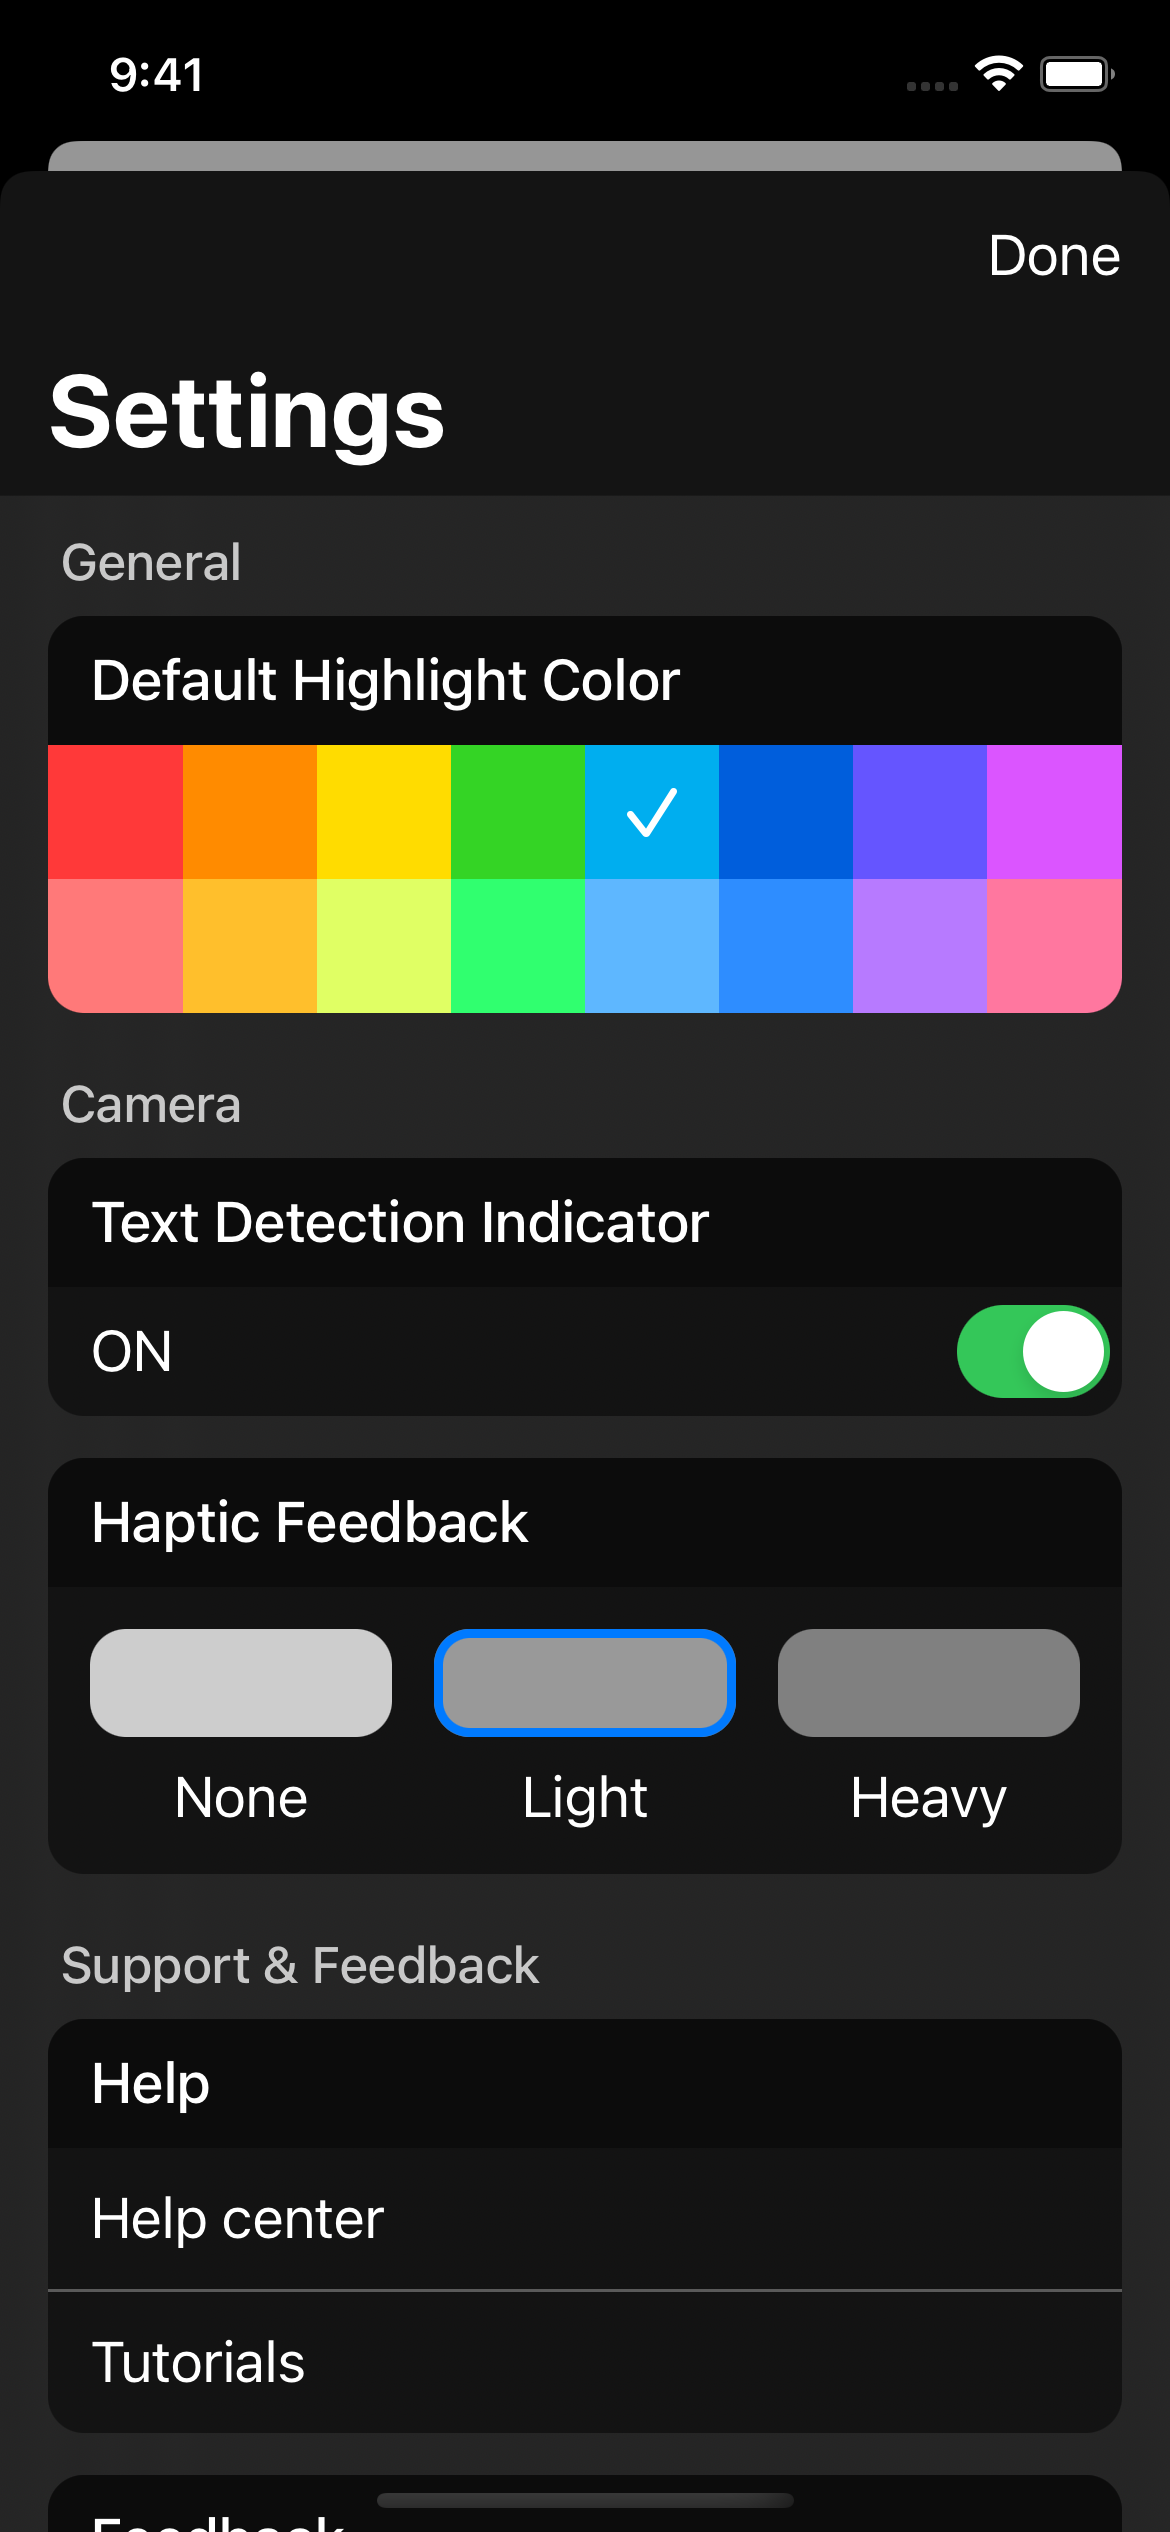 9:41
Done
Settings
General
Default Highlight Color
Camera
Text Detection Indicator
ON
Haptic Feedback
None Light Heavy
Support & Feedback
Help
Help center
Tutorials
Feedback